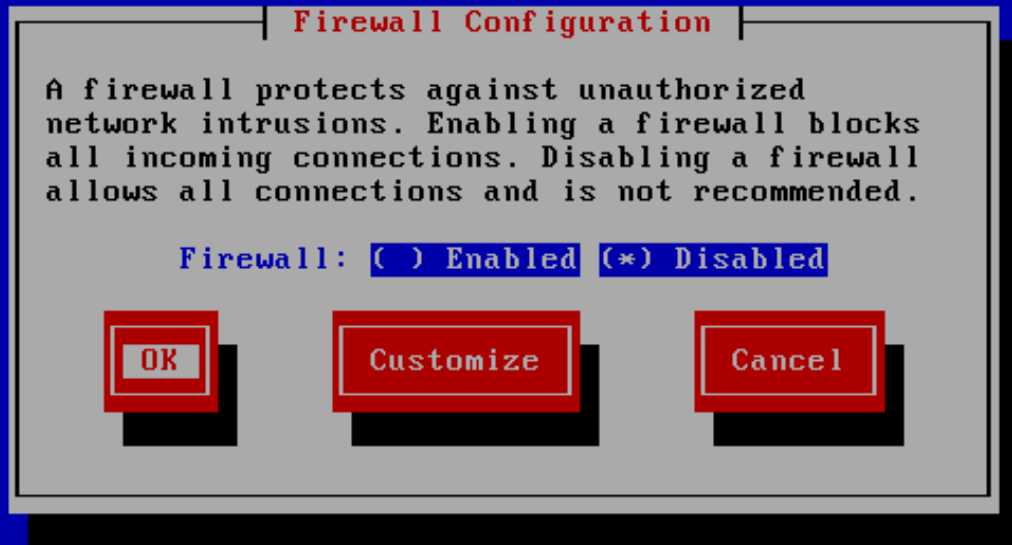 Firewall Configuration
A firewall protects against unauthorized
network intrusions. Enabling a firewall blocks
all incoming connections. Disabling a firewall
allows all connections and is not recommended.
Firewall: ( ) Enabled (*) Disabled
OK Customize Cancel